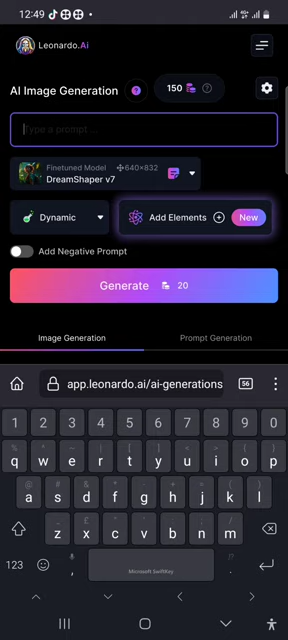 12:49
4G+
Leonardo.Ai
AI Image Generation ? 150 ?
Type a prompt ...
Finetuned Model 640×832
DreamShaper v7
Dynamic Add Elements New
Add Negative Prompt
Generate 20
Image Generation Prompt Generation
app.leonardo.ai/ai-generations 56
1 2 3 4 5 6 7 8 9 0
% ^ ~ | [ ] < > { }
q w e r t y u i o p
@ # & * - + = ( )
a s d f g h j k l
_ £ " ' : ; /
z x c v b n m
123 , .
Microsoft SwiftKey